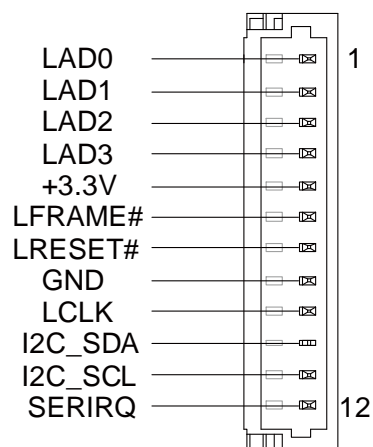 LAD0 1
LAD1
LAD2
LAD3
+3.3V
LFRAME#
LRESET#
GND
LCLK
I2C_SDA
I2C_SCL
SERIRQ 12